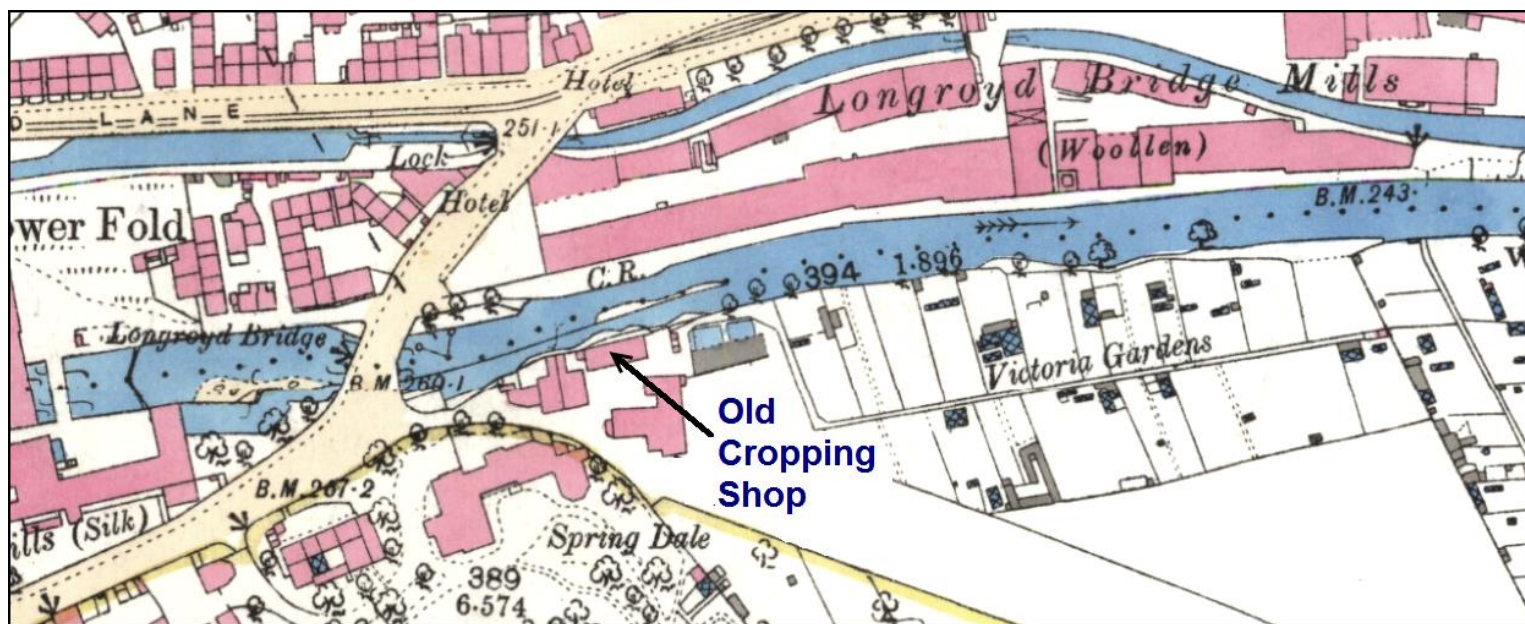 Hotel
Longroyd Bridge Mills
LANE
251·1
Lock
(Woollen)
Hotel
B.M.243·
ower Fold
C.R.
394
1·896
Longroyd Bridge
Victoria Gardens
B.M.260·1
Old
Cropping
Shop
B.M.267·2
ills (Silk)
Spring Dale
389
6·574